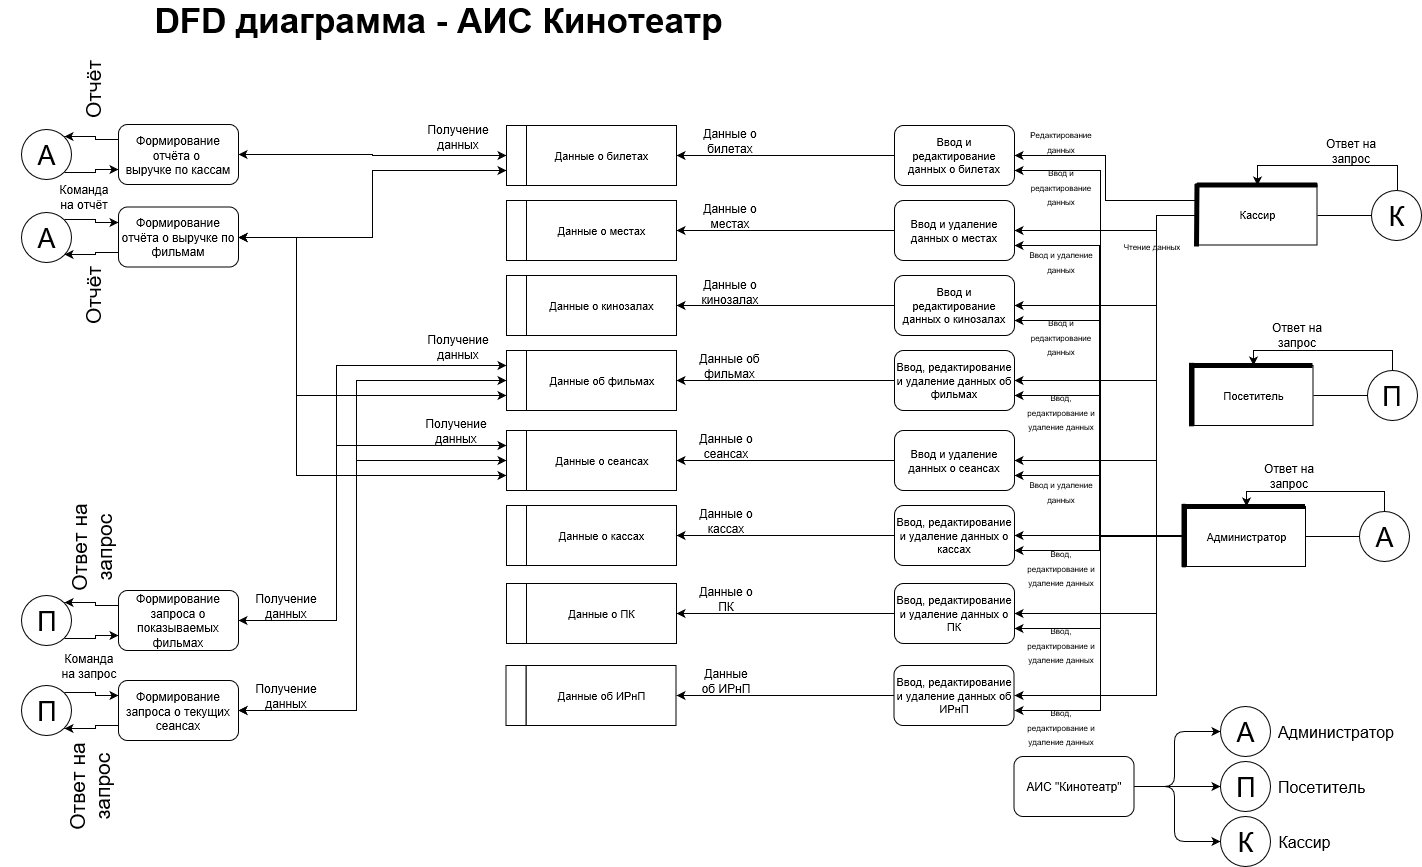 DFD диаграмма - АИС Кинотеатр
Отчёт
А
Формирование
отчёта о
выручке по кассам
Команда
на отчёт
А
Формирование
отчёта о выручке по
фильмам
Отчёт
Получение
данных
Данные о билетах
Данные о
билетах
Ввод и
редактирование
данных о билетах
Редактирование
данных
Ввод и
редактирование
данных
Данные о местах
Данные о
местах
Ввод и удаление
данных о местах
Ввод и удаление
данных
Чтение данных
Данные о кинозалах
Данные о
кинозалах
Ввод и
редактирование
данных о кинозалах
Ввод и
редактирование
данных
Получение
данных
Данные об фильмах
Данные об
фильмах
Ввод, редактирование
и удаление данных об
фильмах
Ввод,
редактирование и
удаление данных
Получение
данных
Данные о сеансах
Данные о
сеансах
Ввод и удаление
данных о сеансах
Ввод и удаление
данных
Данные о кассах
Данные о
кассах
Ввод, редактирование
и удаление данных о
кассах
Ввод,
редактирование и
удаление данных
Данные о ПК
Данные о
ПК
Ввод, редактирование
и удаление данных о
ПК
Ввод,
редактирование и
удаление данных
Данные об ИРнП
Данные
об ИРнП
Ввод, редактирование
и удаление данных об
ИРнП
Ввод,
редактирование и
удаление данных
Ответ на
запрос
Кассир
К
Ответ на
запрос
Посетитель
П
Ответ на
запрос
Администратор
А
Ответ на
запрос
П
Формирование
запроса о
показываемых
фильмах
Получение
данных
Команда
на запрос
П
Формирование
запроса о текущих
сеансах
Получение
данных
Ответ на
запрос
АИС "Кинотеатр"
А
Администратор
П
Посетитель
К
Кассир